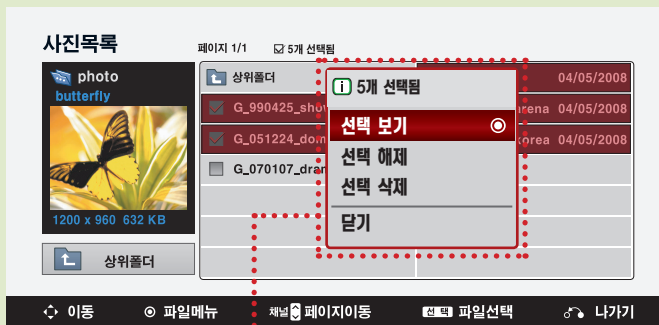 사진목록
페이지 1/1 5개 선택됨
photo
butterfly
1200 x 960 632 KB
상위폴더
상위폴더
G_990425_sho
G_051224_dom
G_070107_dran
04/05/2008
arena 04/05/2008
korea 04/05/2008
5개 선택됨
선택 보기
선택 해제
선택 삭제
닫기
이동
파일메뉴
채널 페이지이동
선택 파일선택
나가기